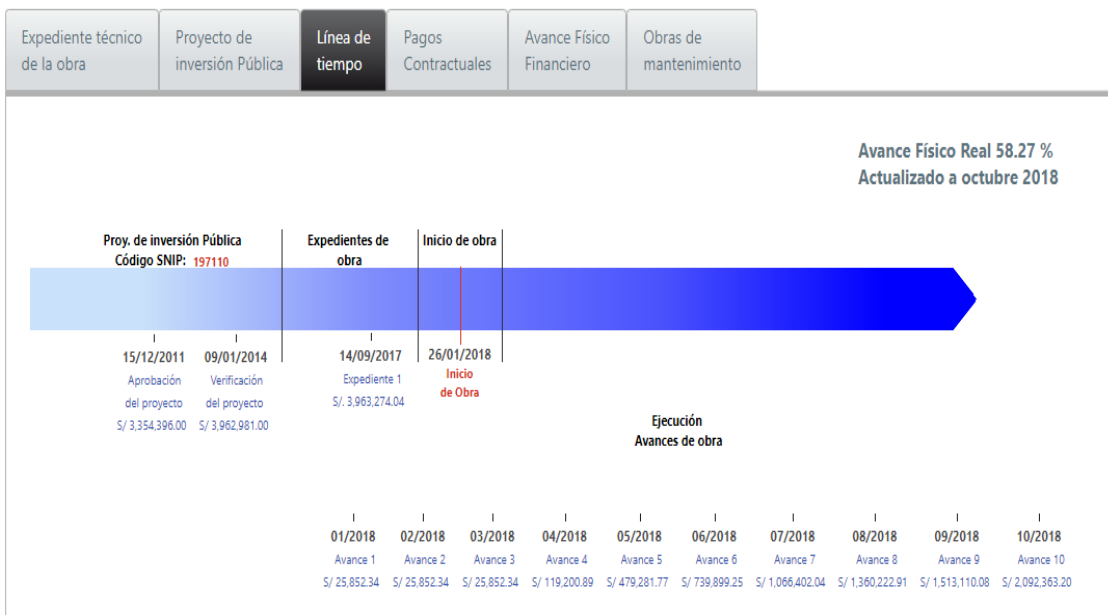 Expediente técnico
de la obra
Proyecto de
inversión Pública
Línea de
tiempo
Pagos
Contractuales
Avance Físico
Financiero
Obras de
mantenimiento
Avance Físico Real 58.27 %
Actualizado a octubre 2018
Proy. de inversión Pública
Código SNIP: 197110
Expedientes de
obra
Inicio de obra
15/12/2011
Aprobación
del proyecto
S/ 3,354,396.00
09/01/2014
Verificación
del proyecto
S/ 3,962,981.00
14/09/2017
Expediente 1
S/. 3,963,274.04
26/01/2018
Inicio
de Obra
Ejecución
Avances de obra
01/2018
Avance 1
S/ 25,852.34
02/2018
Avance 2
S/ 25,852.34
03/2018
Avance 3
S/ 25,852.34
04/2018
Avance 4
S/ 119,200.89
05/2018
Avance 5
S/ 479,281.77
06/2018
Avance 6
S/ 739,899.25
07/2018
Avance 7
S/ 1,066,402.04
08/2018
Avance 8
S/ 1,360,222.91
09/2018
Avance 9
S/ 1,513,110.08
10/2018
Avance 10
S/ 2,092,363.20